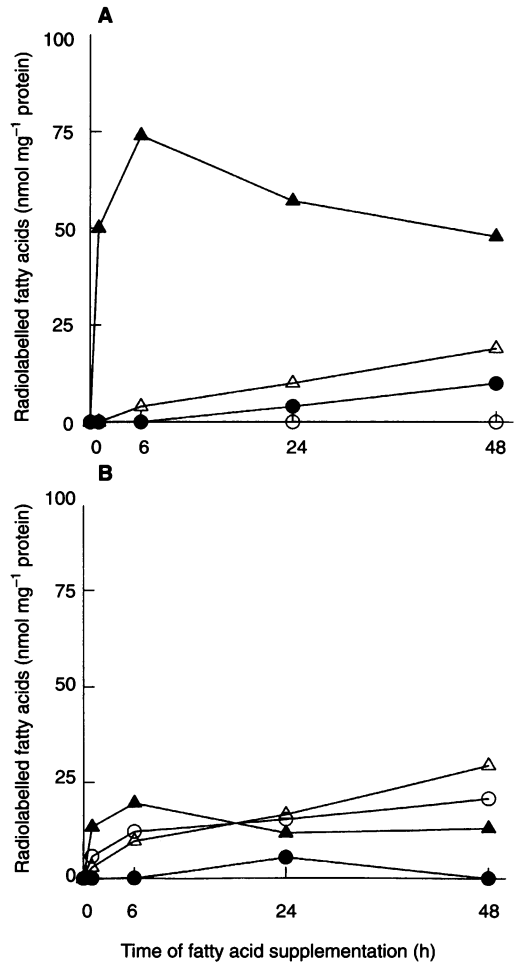 A
100
75
50
25
0
Radiolabelled fatty acids (nmol mg⁻¹ protein)
0 6 24 48
B
100
75
50
25
0
Radiolabelled fatty acids (nmol mg⁻¹ protein)
0 6 24 48
Time of fatty acid supplementation (h)